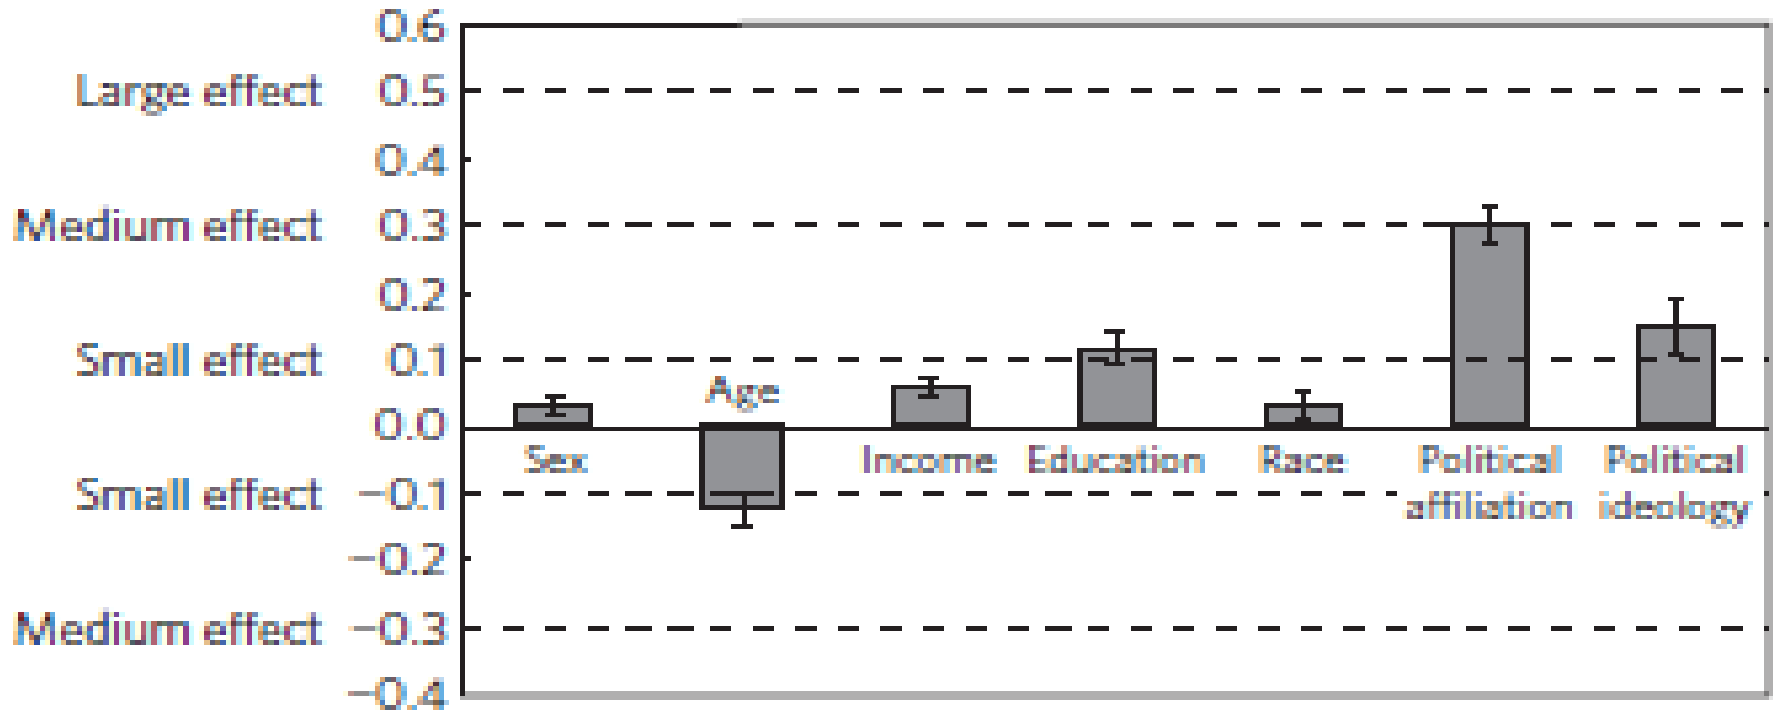 0.6
Large effect 0.5
0.4
Medium effect 0.3
0.2
Small effect 0.1
Age
0.0
Sex Income Education Race Political affiliation Political ideology
Small effect −0.1
−0.2
Medium effect −0.3
−0.4